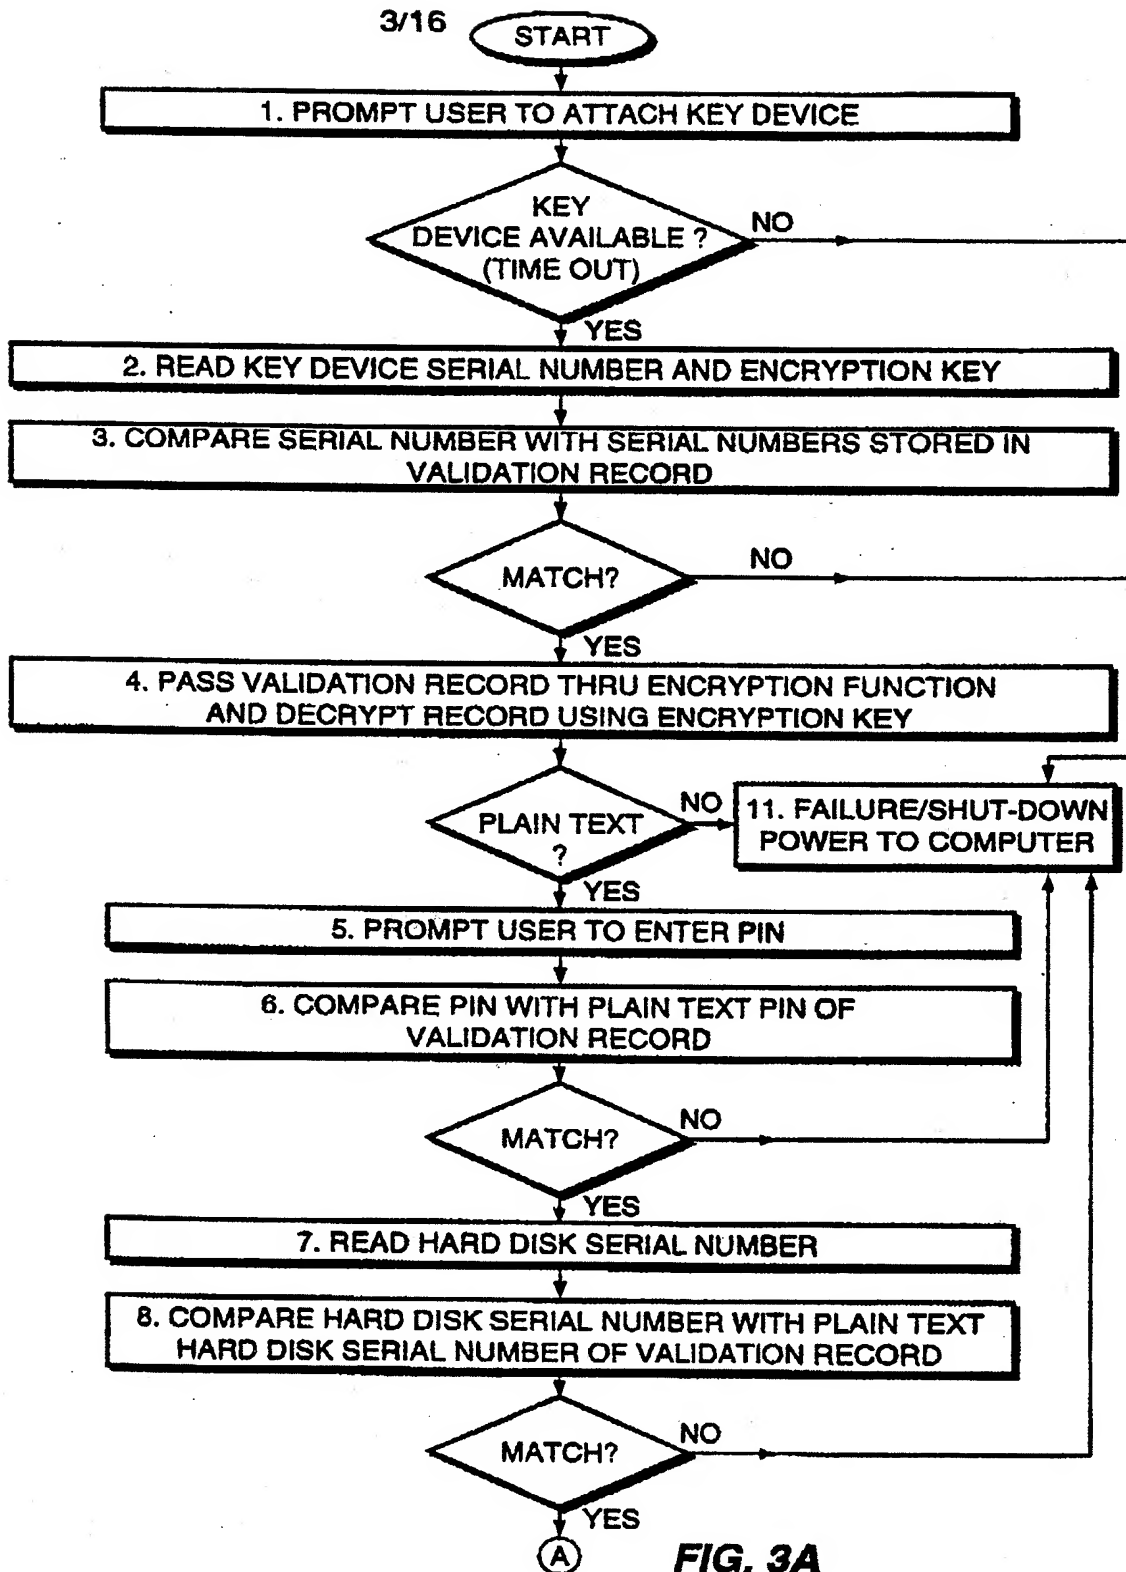 3/16
START
1. PROMPT USER TO ATTACH KEY DEVICE
KEY
DEVICE AVAILABLE ?
(TIME OUT)
NO
YES
2. READ KEY DEVICE SERIAL NUMBER AND ENCRYPTION KEY
3. COMPARE SERIAL NUMBER WITH SERIAL NUMBERS STORED IN
VALIDATION RECORD
MATCH?
NO
YES
4. PASS VALIDATION RECORD THRU ENCRYPTION FUNCTION
AND DECRYPT RECORD USING ENCRYPTION KEY
PLAIN TEXT
?
NO
11. FAILURE/SHUT-DOWN
POWER TO COMPUTER
YES
5. PROMPT USER TO ENTER PIN
6. COMPARE PIN WITH PLAIN TEXT PIN OF
VALIDATION RECORD
MATCH?
NO
YES
7. READ HARD DISK SERIAL NUMBER
8. COMPARE HARD DISK SERIAL NUMBER WITH PLAIN TEXT
HARD DISK SERIAL NUMBER OF VALIDATION RECORD
MATCH?
NO
YES
A
FIG. 3A